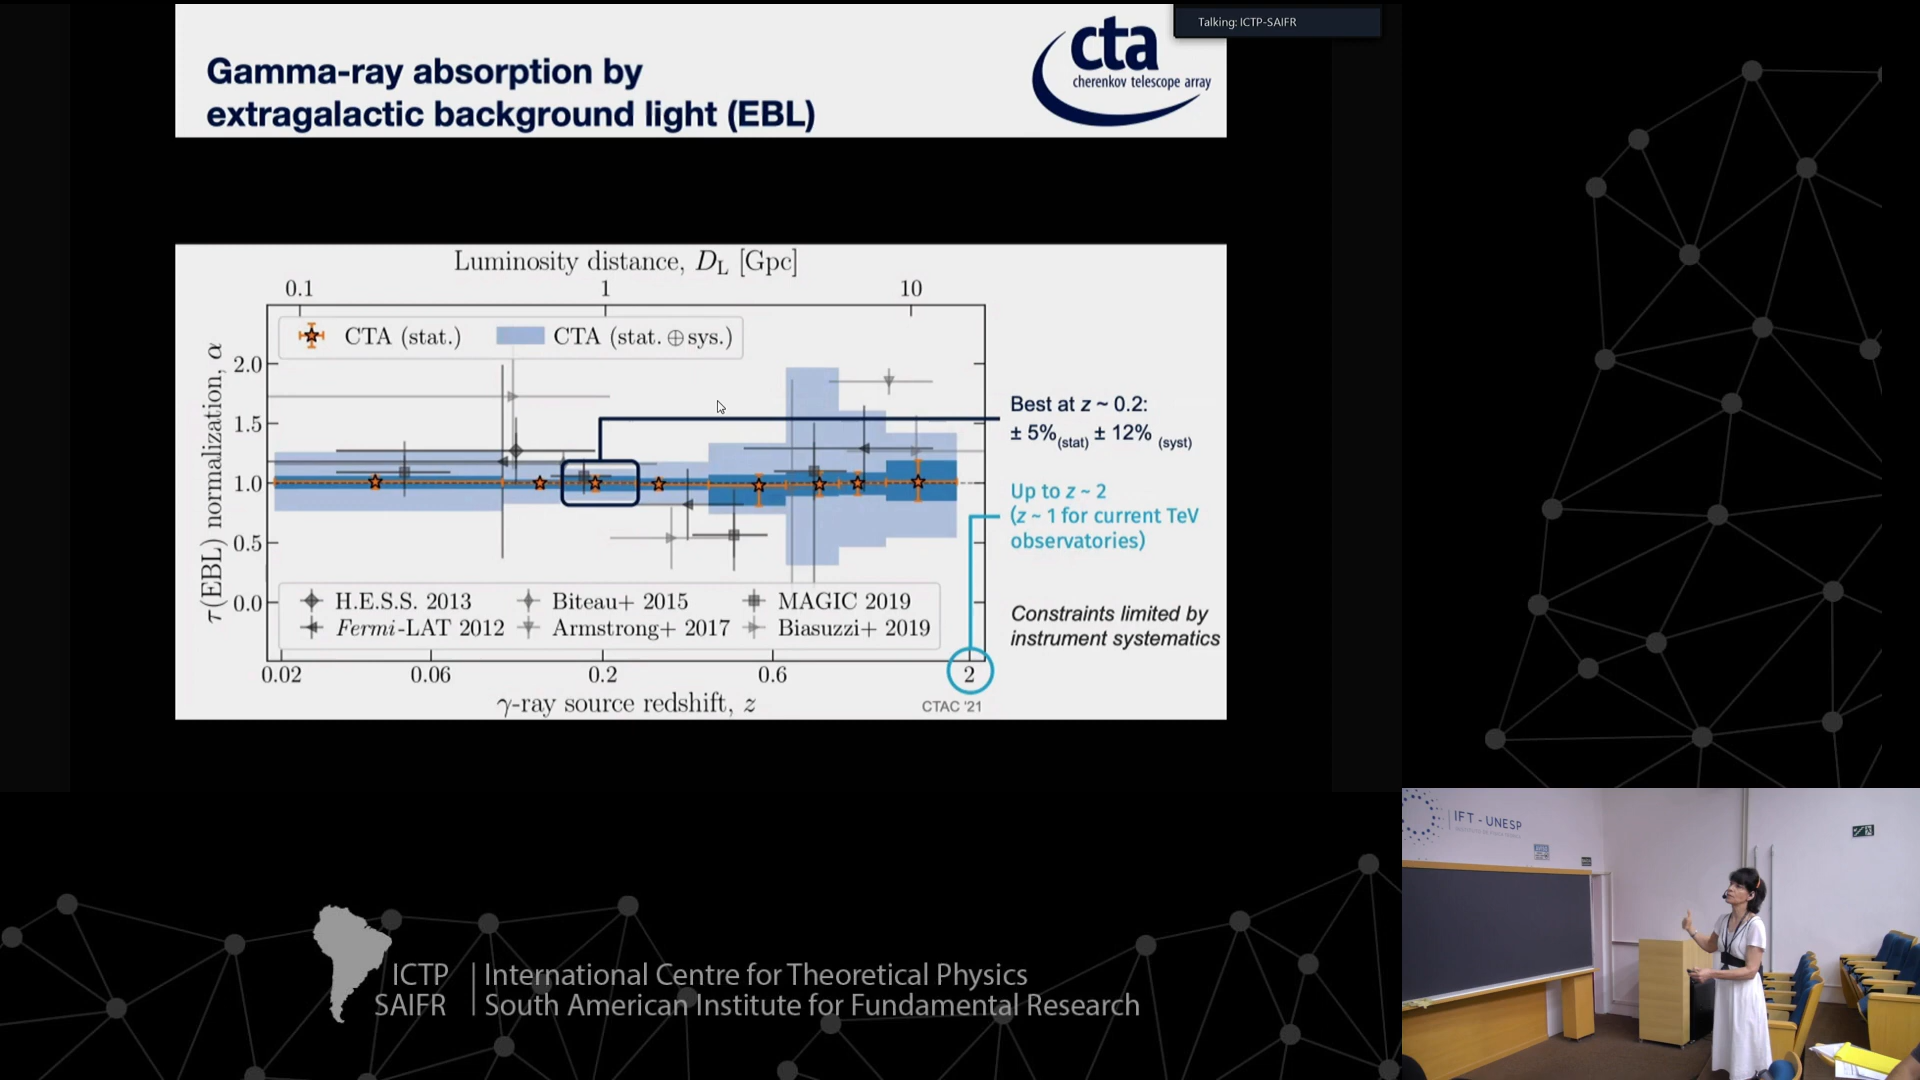 Talking: ICTP-SAIFR
Gamma-ray absorption by
extragalactic background light (EBL)
cta
cherenkov telescope array
Luminosity distance, D_L [Gpc]
0.1 1 10
CTA (stat.) CTA (stat. ⊕ sys.)
τ(EBL) normalization, α
2.0
1.5
1.0
0.5
0.0
Best at z ~ 0.2:
± 5% (stat) ± 12% (syst)
Up to z ~ 2
(z ~ 1 for current TeV
observatories)
Constraints limited by
instrument systematics
H.E.S.S. 2013 Biteau+ 2015 MAGIC 2019
Fermi-LAT 2012 Armstrong+ 2017 Biasuzzi+ 2019
0.02 0.06 0.2 0.6 2
γ-ray source redshift, z
CTAC '21
IFT - UNESP
ICTP | International Centre for Theoretical Physics
SAIFR | South American Institute for Fundamental Research